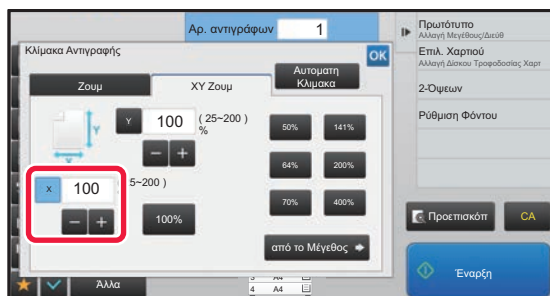 Αρ. αντιγράφων 1
Κλίμακα Αντιγραφής
OK
Ζουμ
XY Ζουμ
Αυτοματη
Κλιμακα
Y
Y 100 ( 25~200 )
%
50% 141%
X
64% 200%
X 100 5~200 )
100%
70% 400%
από το Μέγεθος
Άλλα
3 A4
4 A4
Πρωτότυπο
Αλλαγή Μεγέθους/Διεύθ
Επιλ. Χαρτιού
Αλλαγή Δίσκου Τροφοδοσίας Χαρτ
2-Όψεων
Ρύθμιση Φόντου
Προεπισκόπ
CA
Έναρξη